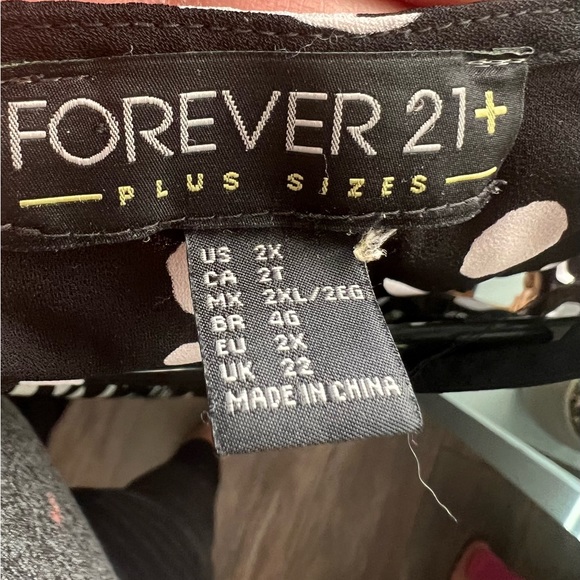 FOREVER 21+
PLUS SIZES
US 2X
CA 2T
MX 2XL/2EG
BR 4G
EU 2X
UK 22
MADE IN CHINA